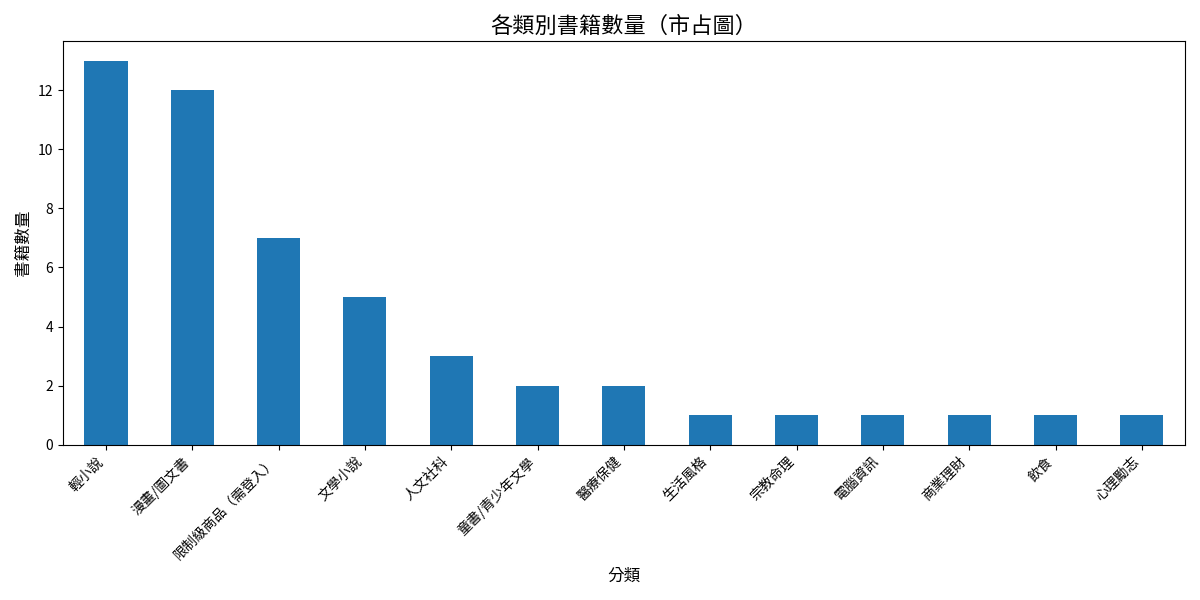 各類別書籍數量（市占圖）
書籍數量
12
10
8
6
4
2
0
輕小說
漫畫/圖文書
限制級商品（需登入）
文學小說
人文社科
童書/青少年文學
醫療保健
生活風格
宗教命理
電腦資訊
商業理財
飲食
心理勵志
分類